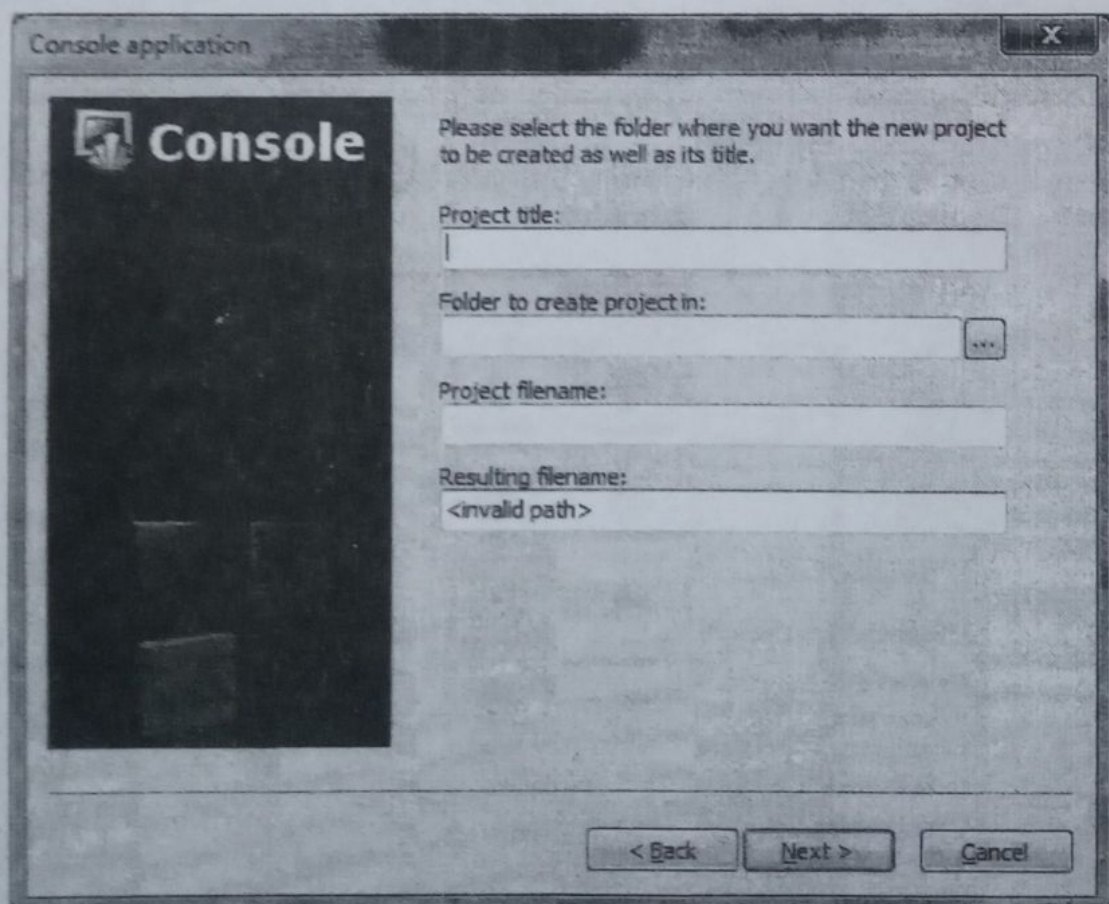 Console application
X
Console
Please select the folder where you want the new project
to be created as well as its title.
Project title:
Folder to create project in:
...
Project filename:
Resulting filename:
<invalid path>
< Back
Next >
Cancel